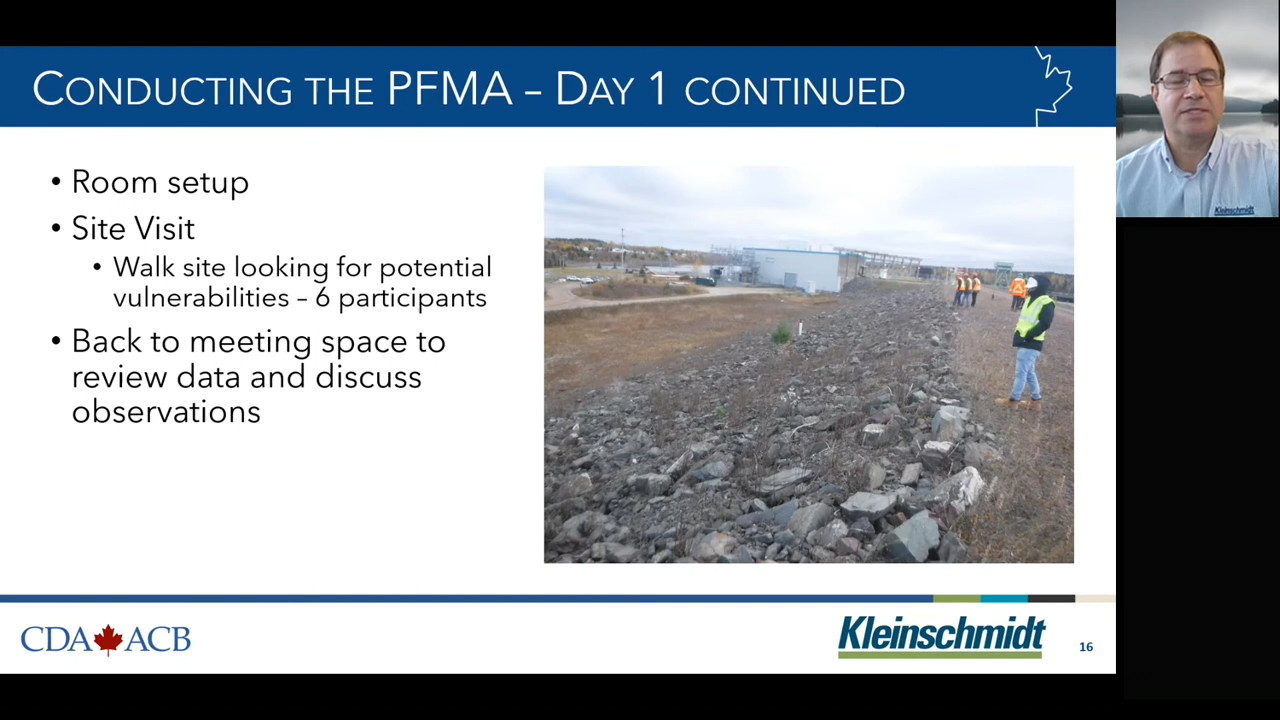 CONDUCTING THE PFMA – DAY 1 CONTINUED
• Room setup
• Site Visit
• Walk site looking for potential
vulnerabilities – 6 participants
• Back to meeting space to
review data and discuss
observations
CDA ACB
Kleinschmidt
16
Kleinschmidt